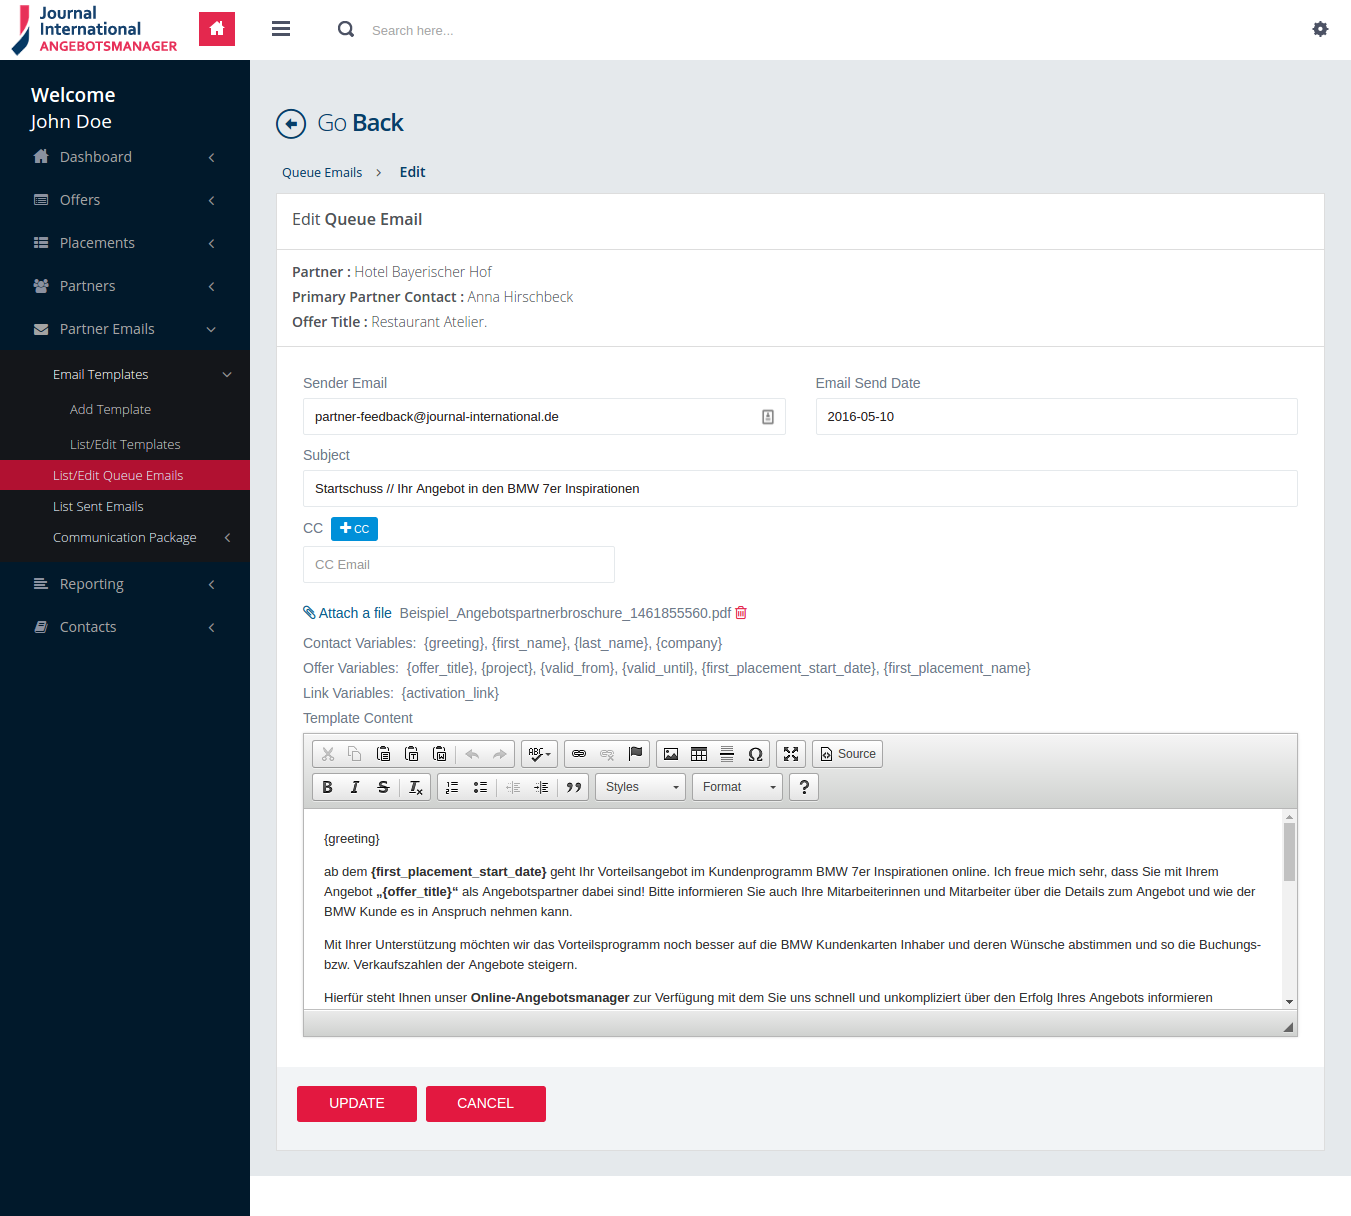 Journal
International
ANGEBOTSMANAGER
Search here...
Welcome
John Doe
Dashboard
Offers
Placements
Partners
Partner Emails
Email Templates
Add Template
List/Edit Templates
List/Edit Queue Emails
List Sent Emails
Communication Package
Reporting
Contacts
Go Back
Queue Emails > Edit
Edit Queue Email
Partner : Hotel Bayerischer Hof
Primary Partner Contact : Anna Hirschbeck
Offer Title : Restaurant Atelier.
Sender Email
Email Send Date
partner-feedback@journal-international.de
2016-05-10
Subject
Startschuss // Ihr Angebot in den BMW 7er Inspirationen
CC + CC
CC Email
Attach a file Beispiel_Angebotspartnerbroschure_1461855560.pdf
Contact Variables: {greeting}, {first_name}, {last_name}, {company}
Offer Variables: {offer_title}, {project}, {valid_from}, {valid_until}, {first_placement_start_date}, {first_placement_name}
Link Variables: {activation_link}
Template Content
ABC
Ω
Source
B I S Tx
Styles
Format
?
{greeting}
ab dem {first_placement_start_date} geht Ihr Vorteilsangebot im Kundenprogramm BMW 7er Inspirationen online. Ich freue mich sehr, dass Sie mit Ihrem
Angebot „{offer_title}“ als Angebotspartner dabei sind! Bitte informieren Sie auch Ihre Mitarbeiterinnen und Mitarbeiter über die Details zum Angebot und wie der
BMW Kunde es in Anspruch nehmen kann.
Mit Ihrer Unterstützung möchten wir das Vorteilsprogramm noch besser auf die BMW Kundenkarten Inhaber und deren Wünsche abstimmen und so die Buchungs-
bzw. Verkaufszahlen der Angebote steigern.
Hierfür steht Ihnen unser Online-Angebotsmanager zur Verfügung mit dem Sie uns schnell und unkompliziert über den Erfolg Ihres Angebots informieren
UPDATE
CANCEL